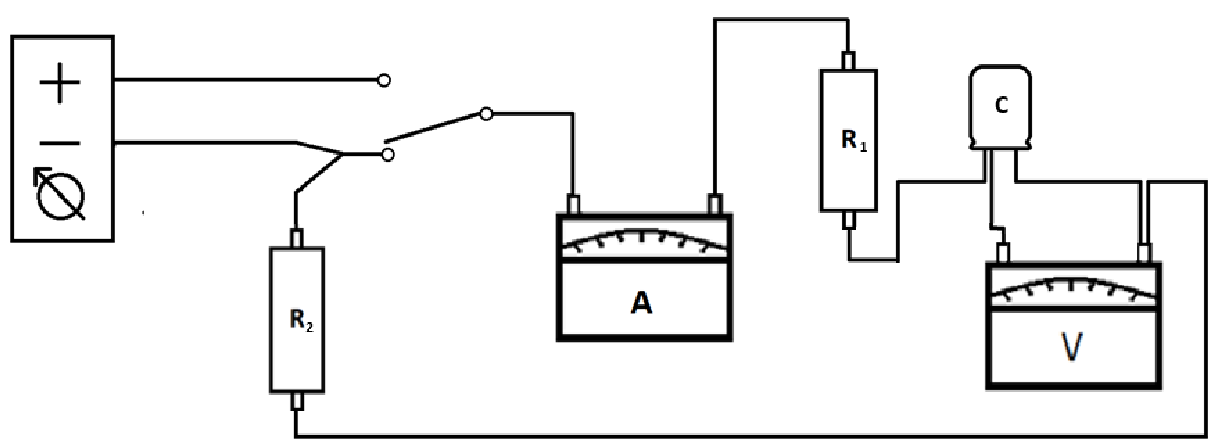 +
−
R₁
C
R₂
A
V